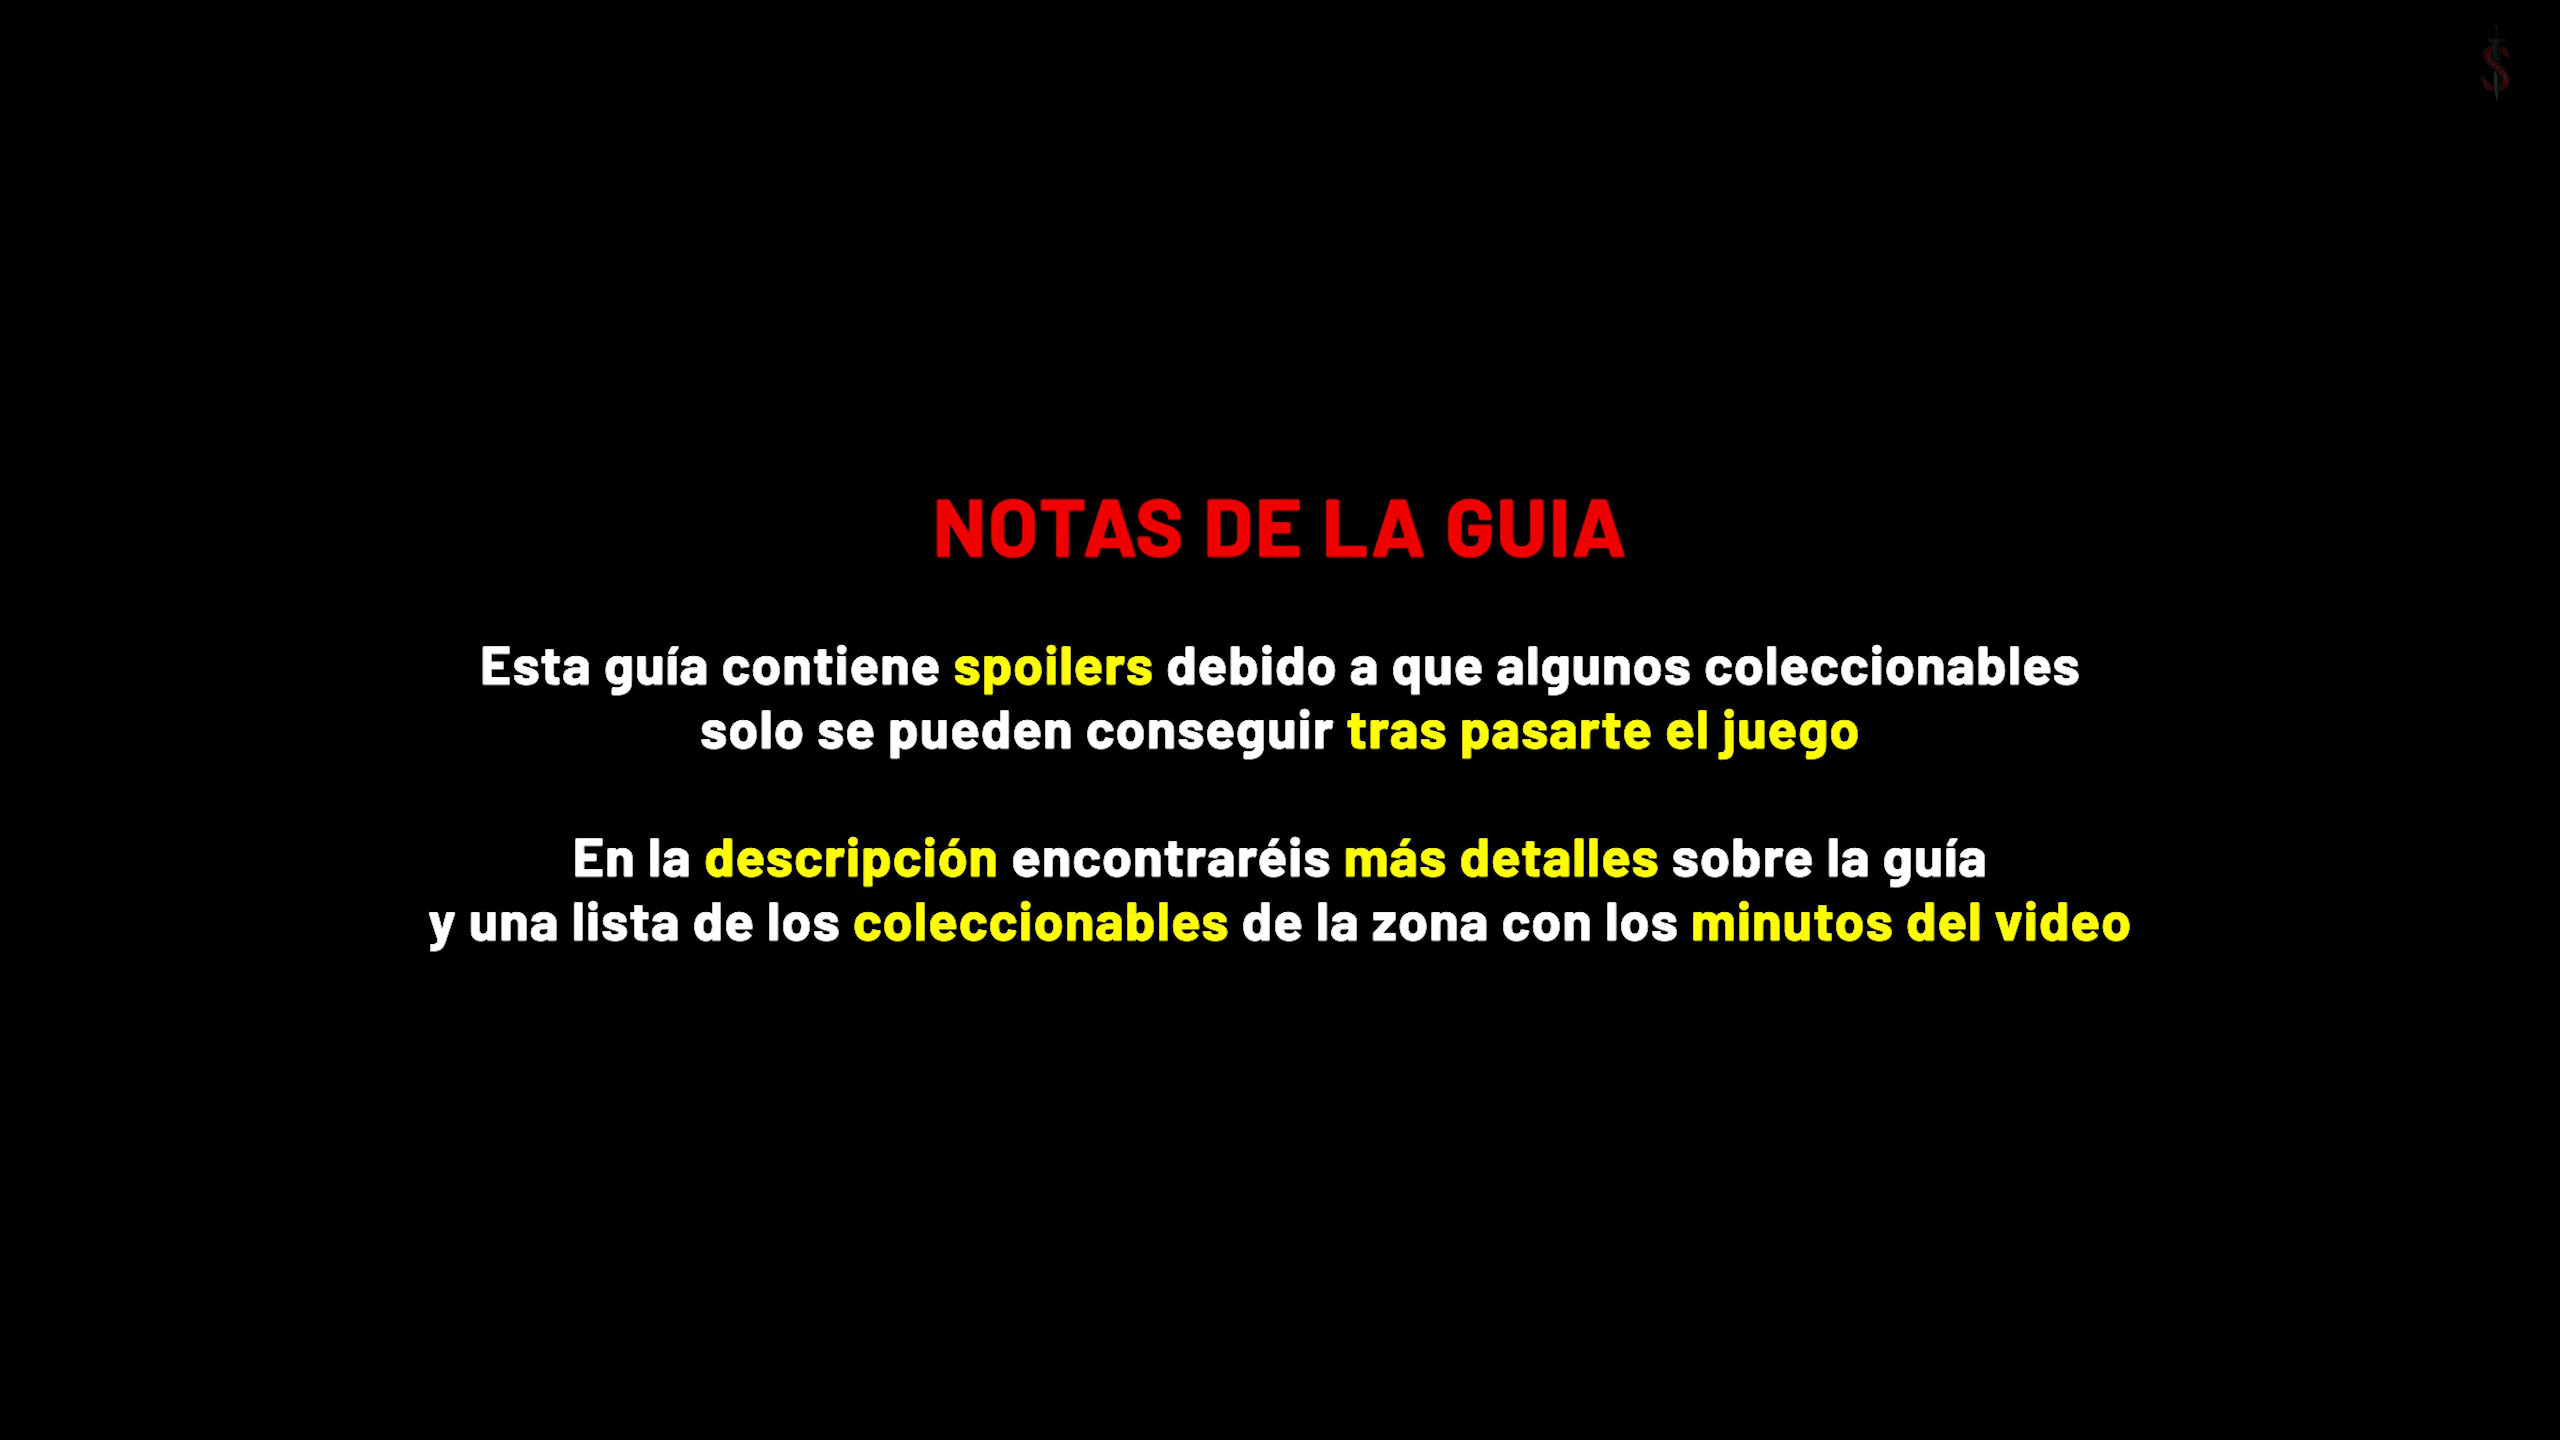 NOTAS DE LA GUIA
Esta guía contiene spoilers debido a que algunos coleccionables
solo se pueden conseguir tras pasarte el juego
En la descripción encontraréis más detalles sobre la guía
y una lista de los coleccionables de la zona con los minutos del video